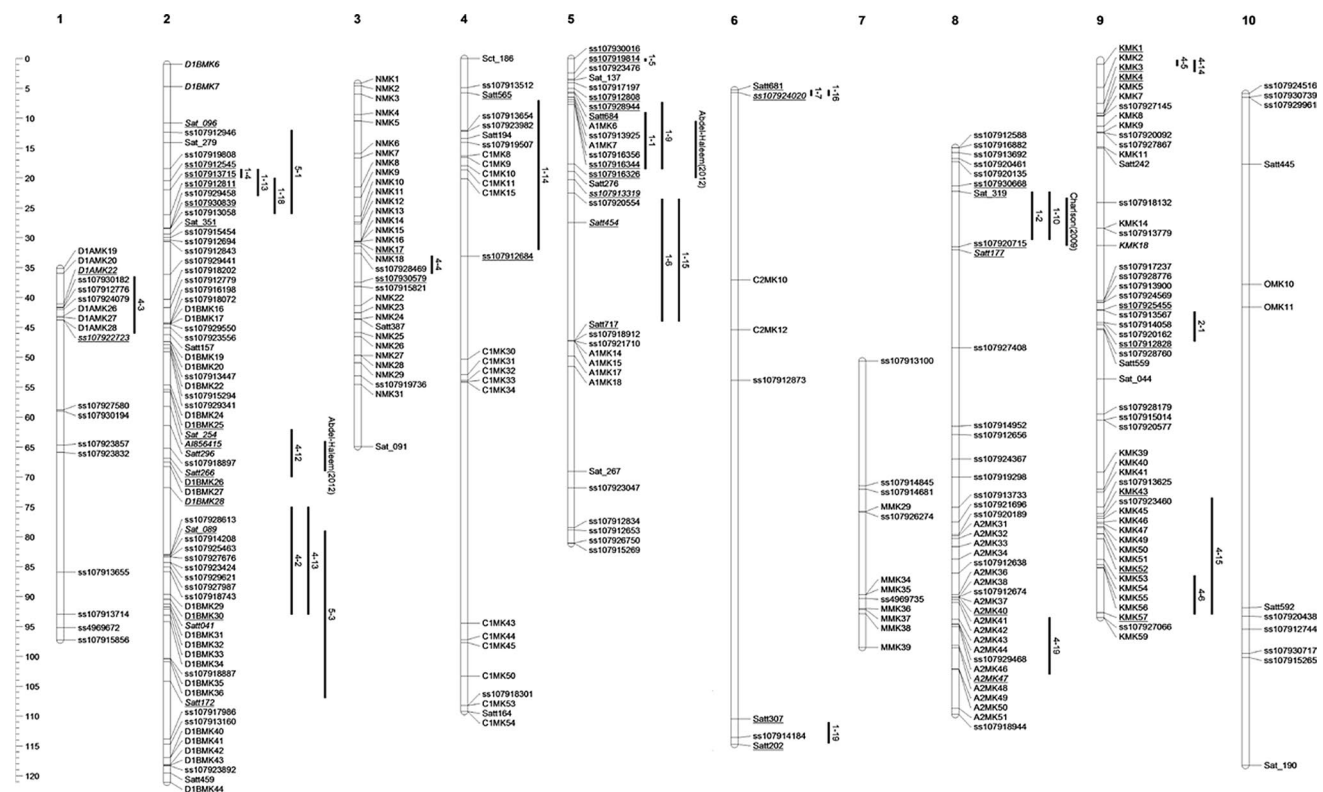 1 2 3 4 5 6 7 8 9 10
0
5
10
15
20
25
30
35
40
45
50
55
60
65
70
75
80
85
90
95
100
105
110
115
120
D1AMK19
D1AMK20
D1AMK22
ss107930182
ss107912776
ss107924079
D1AMK26
D1AMK27
D1AMK28
ss107922723
4-3
ss107927580
ss107930194
ss107923857
ss107923832
ss107913655
ss107913714
ss4969672
ss107915856
D1BMK6
D1BMK7
Sat_096
ss107912946
Sat_279
ss107919808
ss107912545
ss107913715
ss107912811
ss107929458
ss107930839
ss107913058
Sat_351
ss107915454
ss107912694
ss107912843
ss107929441
ss107918202
ss107912779
ss107916198
ss107918072
D1BMK16
D1BMK17
ss107929550
ss107923556
Satt157
D1BMK19
D1BMK20
ss107913447
D1BMK22
ss107915294
ss107929341
D1BMK24
D1BMK25
Sat_254
AI856415
Satt296
ss107918897
Satt266
D1BMK26
D1BMK27
D1BMK28
ss107928613
Sat_089
ss107914208
ss107925463
ss107927676
ss107923424
ss107929621
ss107927987
ss107918743
D1BMK29
D1BMK30
Satt041
D1BMK31
D1BMK32
D1BMK33
D1BMK34
ss107918887
D1BMK35
D1BMK36
Satt172
ss107917986
ss107913160
D1BMK40
D1BMK41
D1BMK42
D1BMK43
ss107923892
Satt459
D1BMK44
1-4
1-13
1-18
5-1
4-12
Abdel-Haleem(2012)
4-2
4-13
5-3
NMK1
NMK2
NMK3
NMK4
NMK5
NMK6
NMK7
NMK8
NMK9
NMK10
NMK11
NMK12
NMK13
NMK14
NMK15
NMK16
NMK17
NMK18
ss107928469
ss107930579
ss107915821
NMK22
NMK23
NMK24
Satt387
NMK25
NMK26
NMK27
NMK28
NMK29
ss107919736
NMK31
Sat_091
4-4
Sct_186
ss107913512
Satt565
ss107913654
ss107923982
Satt194
ss107919507
C1MK8
C1MK9
C1MK10
C1MK11
C1MK15
ss107912684
C1MK30
C1MK31
C1MK32
C1MK33
C1MK34
C1MK43
C1MK44
C1MK45
C1MK50
ss107918301
C1MK53
Satt164
C1MK54
1-14
ss107930016
ss107919814
ss107923476
Sat_137
ss107917197
ss107912808
ss107928944
Satt684
A1MK6
ss107913925
A1MK7
ss107916356
ss107916344
ss107916326
Satt276
ss107913319
ss107920554
Satt454
Satt717
ss107918912
ss107921710
A1MK14
A1MK15
A1MK17
A1MK18
Sat_267
ss107923047
ss107912834
ss107912653
ss107926750
ss107915269
1-5
1-1
1-9
Abdel-Haleem(2012)
1-6
1-15
Satt681
ss107924020
C2MK10
C2MK12
ss107912873
Satt307
ss107914184
Satt202
1-7
1-16
1-19
ss107913100
ss107914845
ss107914681
MMK29
ss107926274
MMK34
MMK35
ss4969735
MMK36
MMK37
MMK38
MMK39
ss107912588
ss107916882
ss107913692
ss107920461
ss107920135
ss107930668
Sat_319
ss107920715
Satt177
ss107927408
ss107914952
ss107912656
ss107924367
ss107919298
ss107913733
ss107921696
ss107920189
A2MK31
A2MK32
A2MK33
A2MK34
ss107912638
A2MK36
A2MK38
ss107912674
A2MK37
A2MK40
A2MK41
A2MK42
A2MK43
A2MK44
ss107929468
A2MK46
A2MK47
A2MK48
A2MK49
A2MK50
A2MK51
ss107918944
1-2
1-10
Charlson(2009)
4-19
KMK1
KMK2
KMK3
KMK4
KMK5
KMK7
ss107927145
KMK8
KMK9
ss107920092
ss107927867
KMK11
Satt242
ss107918132
KMK14
ss107913779
KMK18
ss107917237
ss107928776
ss107913900
ss107924569
ss107925455
ss107913567
ss107914058
ss107920162
ss107912828
ss107928760
Satt559
Sat_044
ss107928179
ss107915014
ss107920577
KMK39
KMK40
KMK41
ss107913625
KMK43
ss107923460
KMK45
KMK46
KMK47
KMK49
KMK50
KMK51
KMK52
KMK53
KMK54
KMK55
KMK56
KMK57
ss107927066
KMK59
4-5
4-14
2-1
4-15
4-6
ss107924516
ss107930739
ss107929961
Satt445
OMK10
OMK11
Satt592
ss107920438
ss107912744
ss107930717
ss107915265
Sat_190